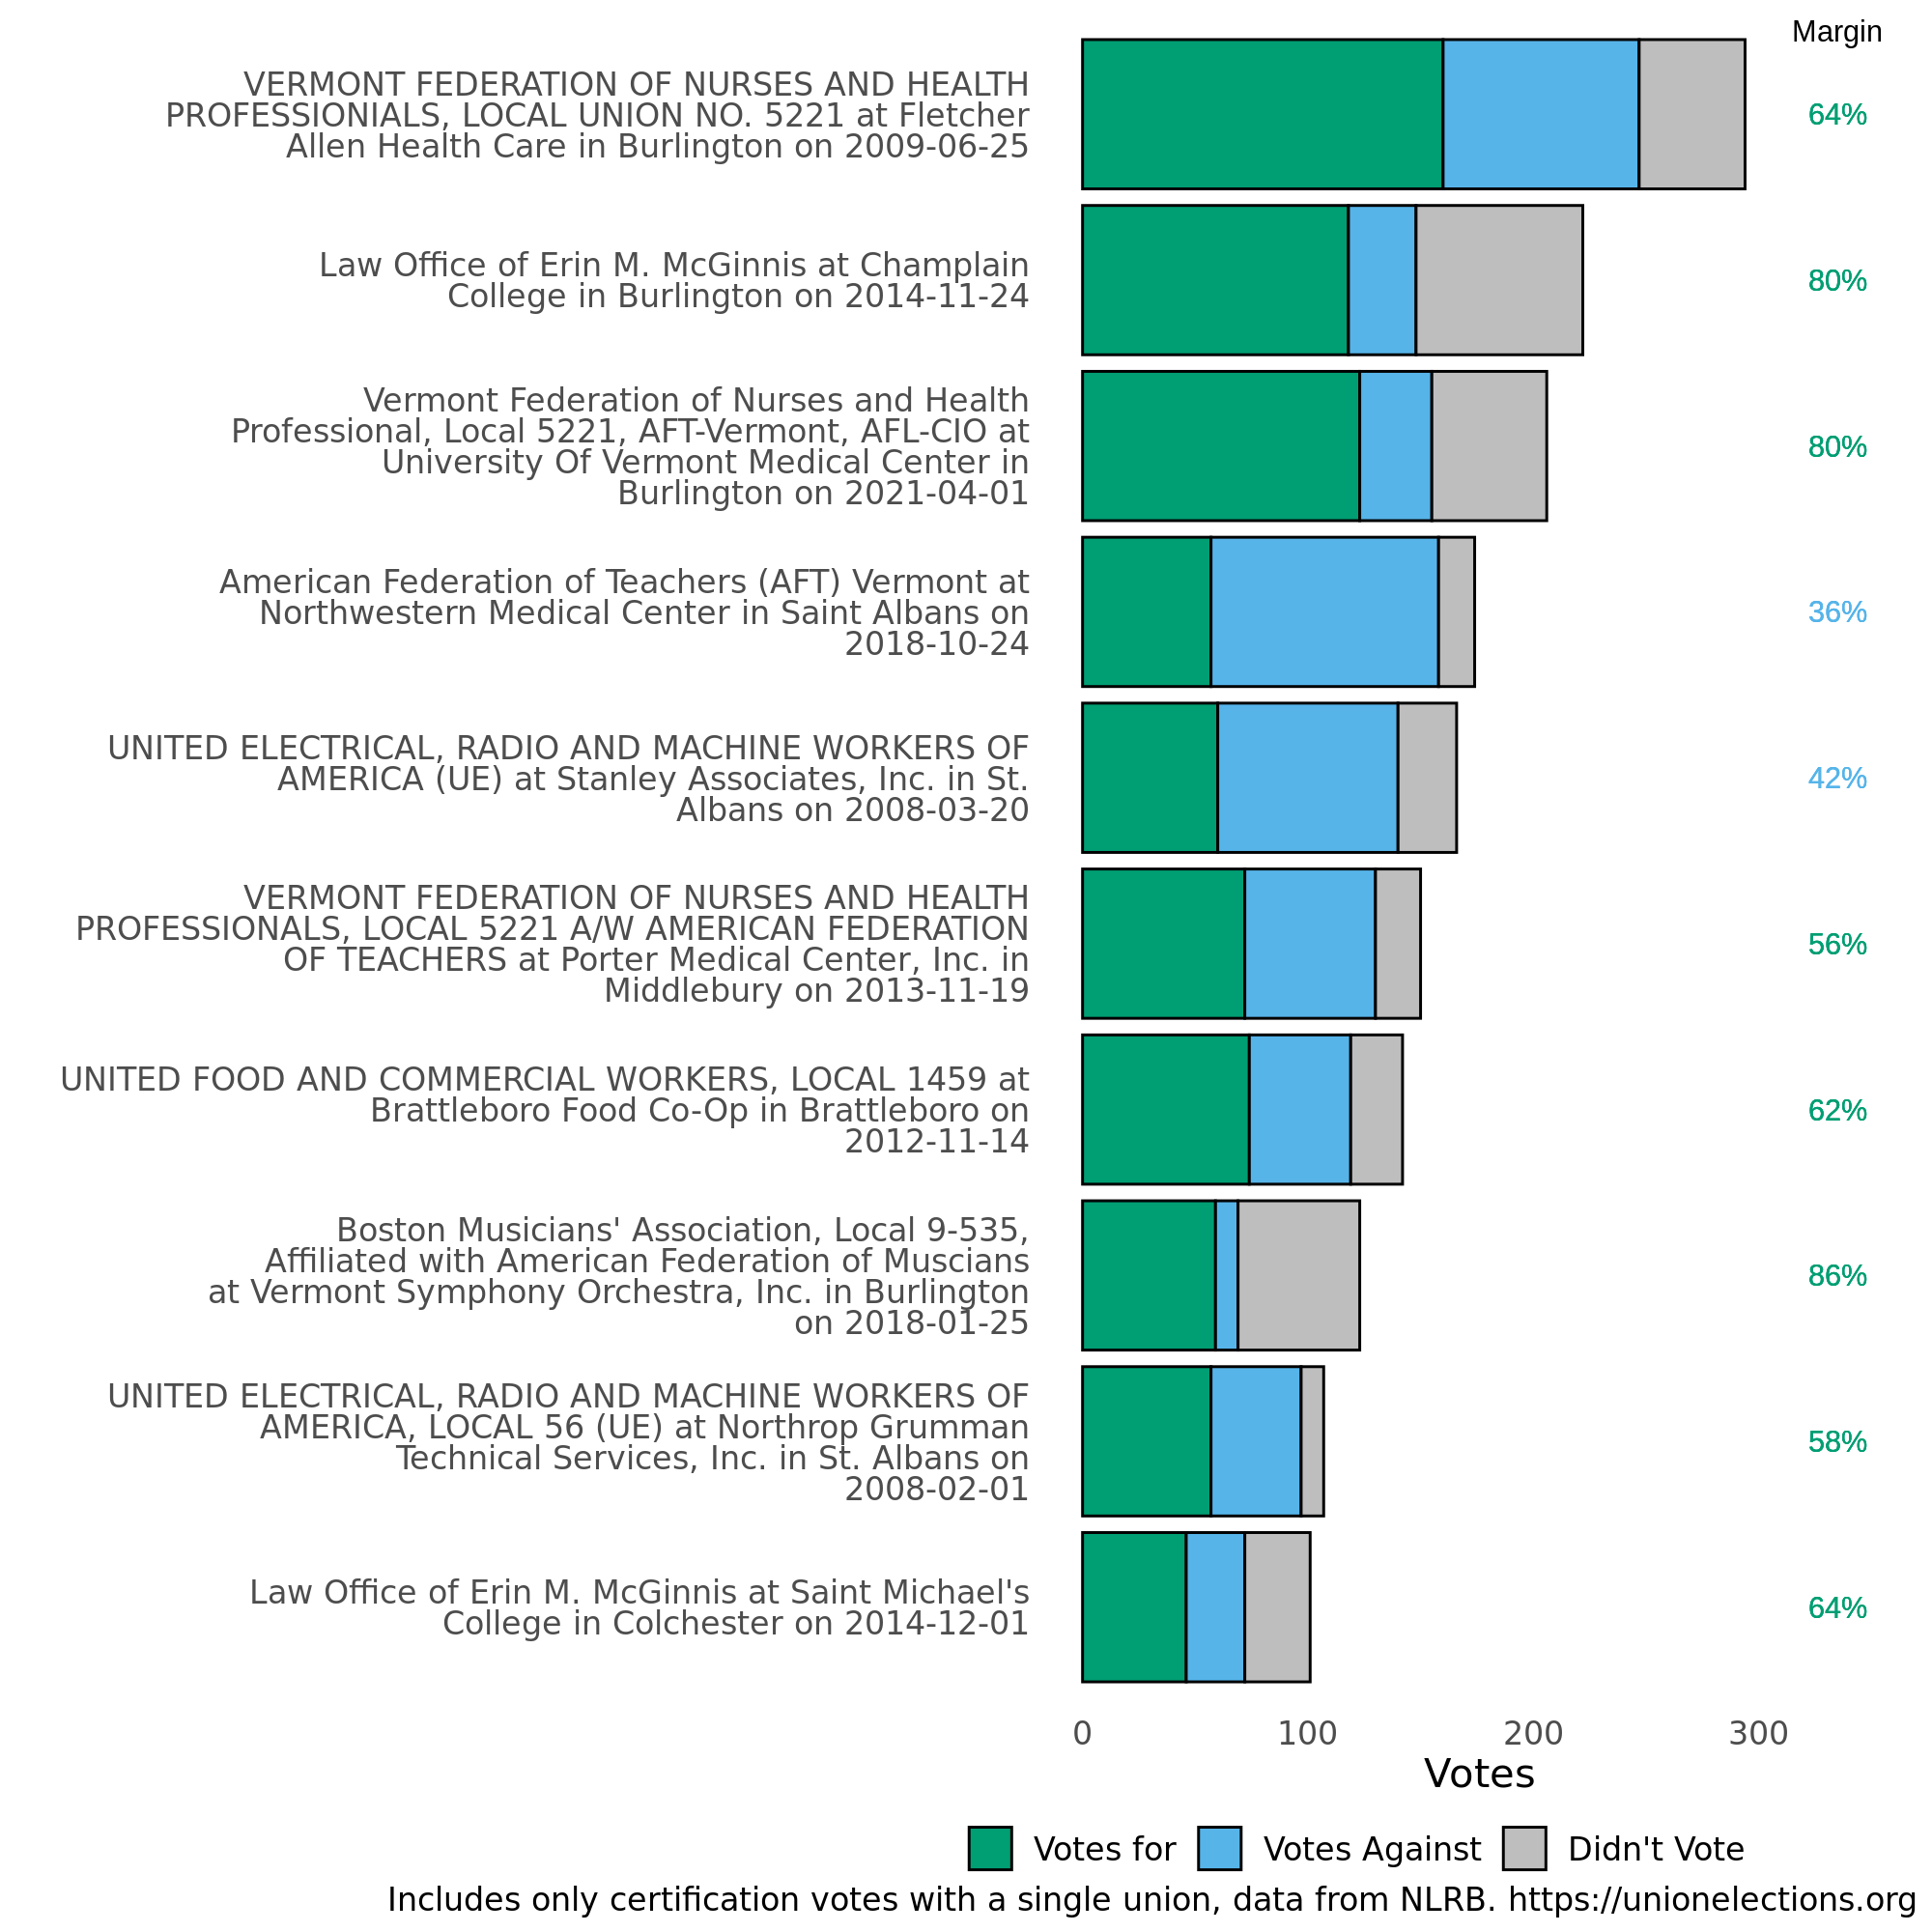 Margin
VERMONT FEDERATION OF NURSES AND HEALTH
PROFESSIONIALS, LOCAL UNION NO. 5221 at Fletcher
Allen Health Care in Burlington on 2009-06-25
64%
Law Office of Erin M. McGinnis at Champlain
College in Burlington on 2014-11-24
80%
Vermont Federation of Nurses and Health
Professional, Local 5221, AFT-Vermont, AFL-CIO at
University Of Vermont Medical Center in
Burlington on 2021-04-01
80%
American Federation of Teachers (AFT) Vermont at
Northwestern Medical Center in Saint Albans on
2018-10-24
36%
UNITED ELECTRICAL, RADIO AND MACHINE WORKERS OF
AMERICA (UE) at Stanley Associates, Inc. in St.
Albans on 2008-03-20
42%
VERMONT FEDERATION OF NURSES AND HEALTH
PROFESSIONALS, LOCAL 5221 A/W AMERICAN FEDERATION
OF TEACHERS at Porter Medical Center, Inc. in
Middlebury on 2013-11-19
56%
UNITED FOOD AND COMMERCIAL WORKERS, LOCAL 1459 at
Brattleboro Food Co-Op in Brattleboro on
2012-11-14
62%
Boston Musicians' Association, Local 9-535,
Affiliated with American Federation of Muscians
at Vermont Symphony Orchestra, Inc. in Burlington
on 2018-01-25
86%
UNITED ELECTRICAL, RADIO AND MACHINE WORKERS OF
AMERICA, LOCAL 56 (UE) at Northrop Grumman
Technical Services, Inc. in St. Albans on
2008-02-01
58%
Law Office of Erin M. McGinnis at Saint Michael's
College in Colchester on 2014-12-01
64%
0 100 200 300
Votes
Votes for Votes Against Didn't Vote
Includes only certification votes with a single union, data from NLRB. https://unionelections.org